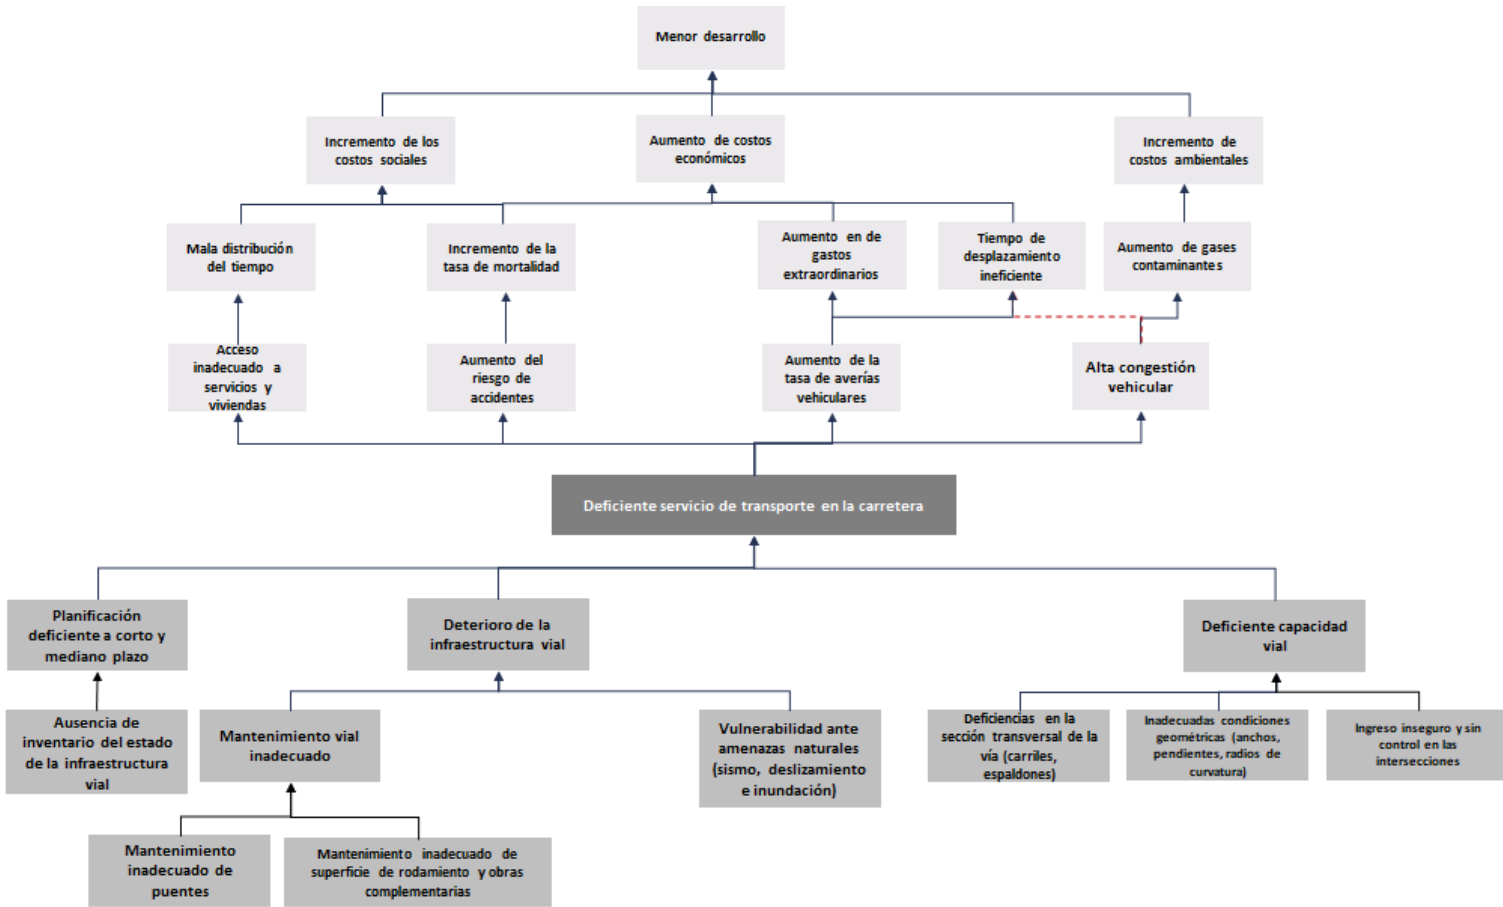 Menor desarrollo
Incremento de los
costos sociales
Aumento de costos
económicos
Incremento de
costos ambientales
Mala distribución
del tiempo
Incremento de la
tasa de mortalidad
Aumento en de
gastos
extraordinarios
Tiempo de
desplazamiento
ineficiente
Aumento de gases
contaminantes
Acceso
inadecuado a
servicios y
viviendas
Aumento del
riesgo de
accidentes
Aumento de la
tasa de averías
vehiculares
Alta congestión
vehicular
Deficiente servicio de transporte en la carretera
Planificación
deficiente a corto y
mediano plazo
Deterioro de la
infraestructura vial
Deficiente capacidad
vial
Ausencia de
inventario del estado
de la infraestructura
vial
Mantenimiento vial
inadecuado
Vulnerabilidad ante
amenazas naturales
(sismo, deslizamiento
e inundación)
Deficiencias en la
sección transversal de la
vía (carriles,
espaldones)
Inadecuadas condiciones
geométricas (anchos,
pendientes, radios de
curvatura)
Ingreso inseguro y sin
control en las
intersecciones
Mantenimiento
inadecuado de
puentes
Mantenimiento inadecuado de
superficie de rodamiento y obras
complementarias